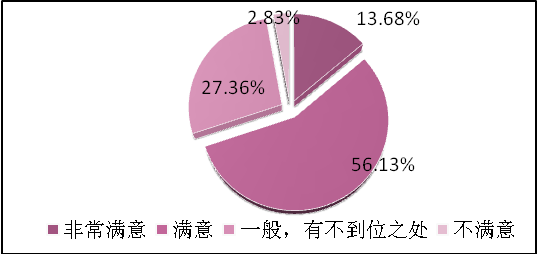 2.83%
13.68%
27.36%
56.13%
非常满意 满意 一般，有不到位之处 不满意